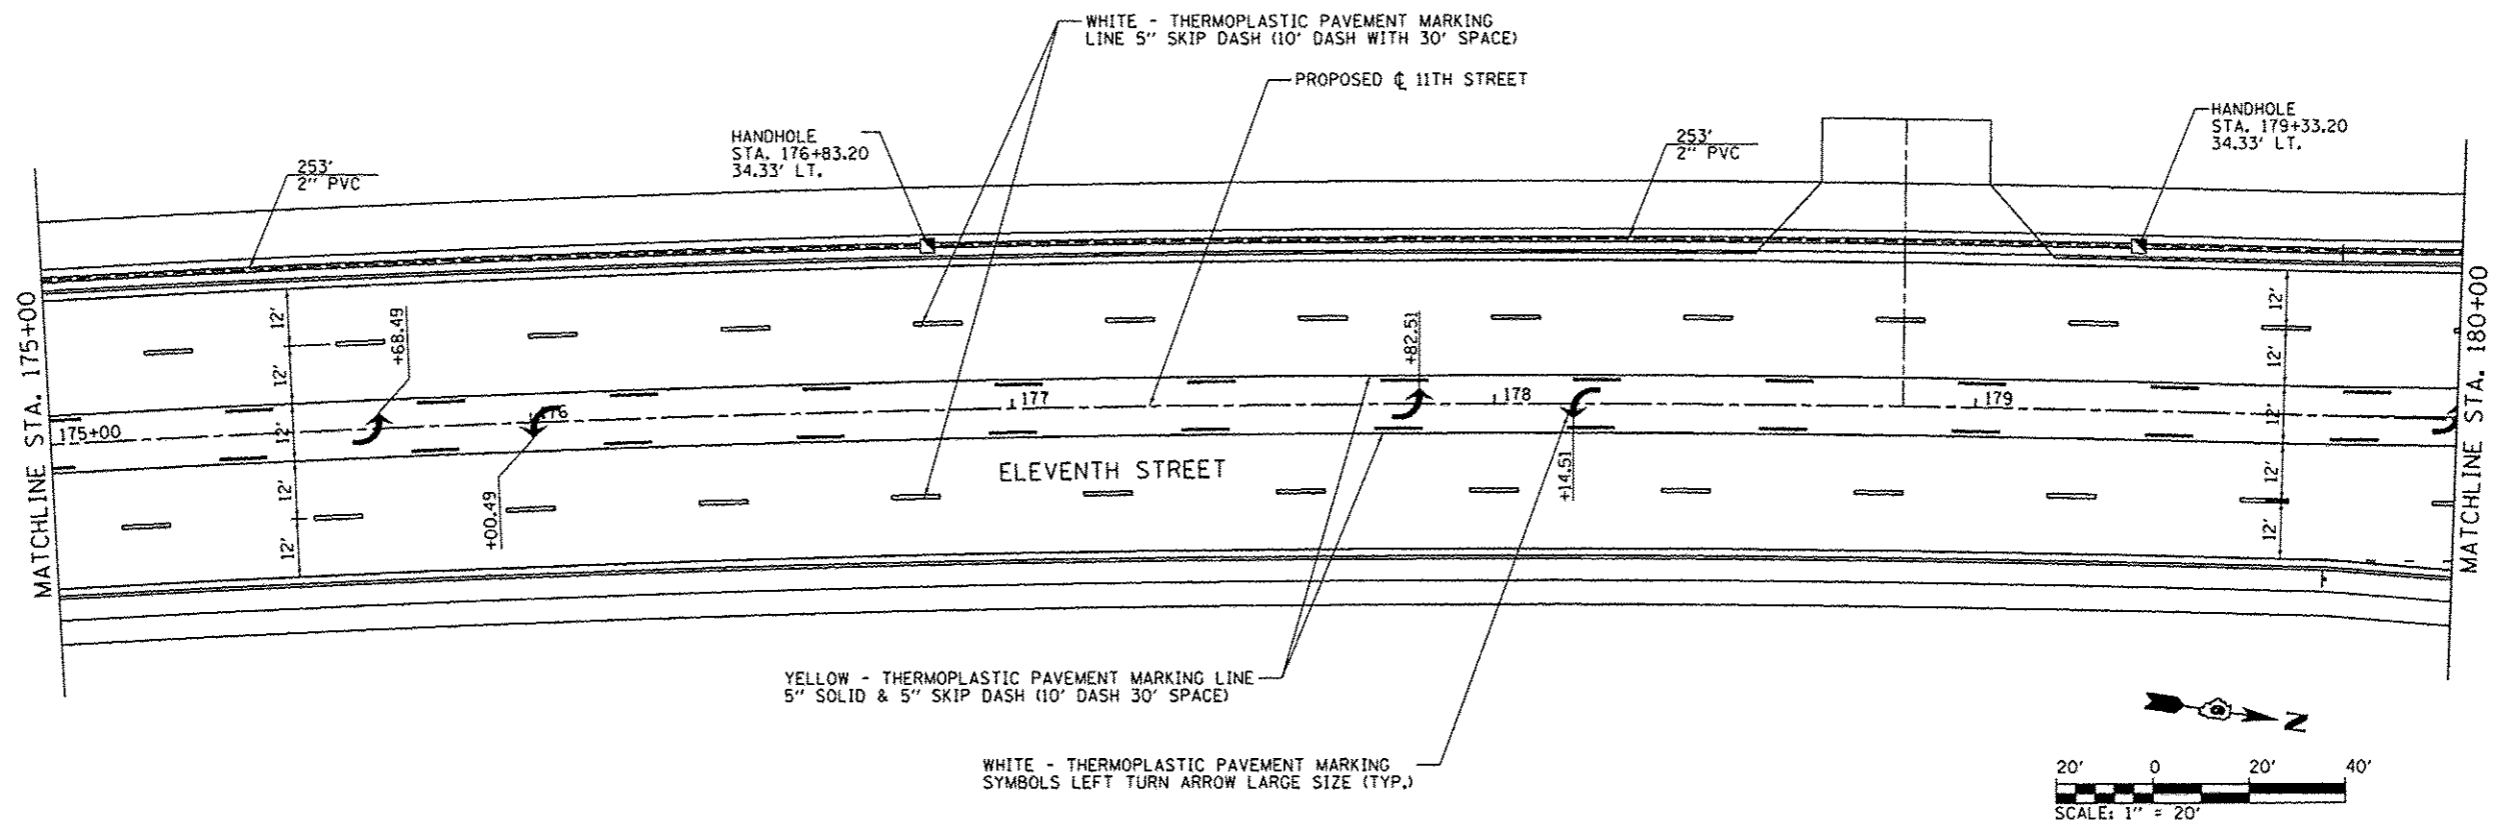 WHITE - THERMOPLASTIC PAVEMENT MARKING
LINE 5" SKIP DASH (10' DASH WITH 30' SPACE)
PROPOSED ℄ 11TH STREET
HANDHOLE
STA. 176+83.20
34.33' LT.
253'
2" PVC
253'
2" PVC
HANDHOLE
STA. 179+33.20
34.33' LT.
MATCHLINE STA. 175+00
MATCHLINE STA. 180+00
12'
12'
12'
12'
12'
+68.49
+82.51
12'
12'
12'
12'
12'
175+00
176
177
178
179
+00.49
+14.51
ELEVENTH STREET
YELLOW - THERMOPLASTIC PAVEMENT MARKING LINE
5" SOLID & 5" SKIP DASH (10' DASH 30' SPACE)
WHITE - THERMOPLASTIC PAVEMENT MARKING
SYMBOLS LEFT TURN ARROW LARGE SIZE (TYP.)
N
20' 0 20' 40'
SCALE: 1" = 20'